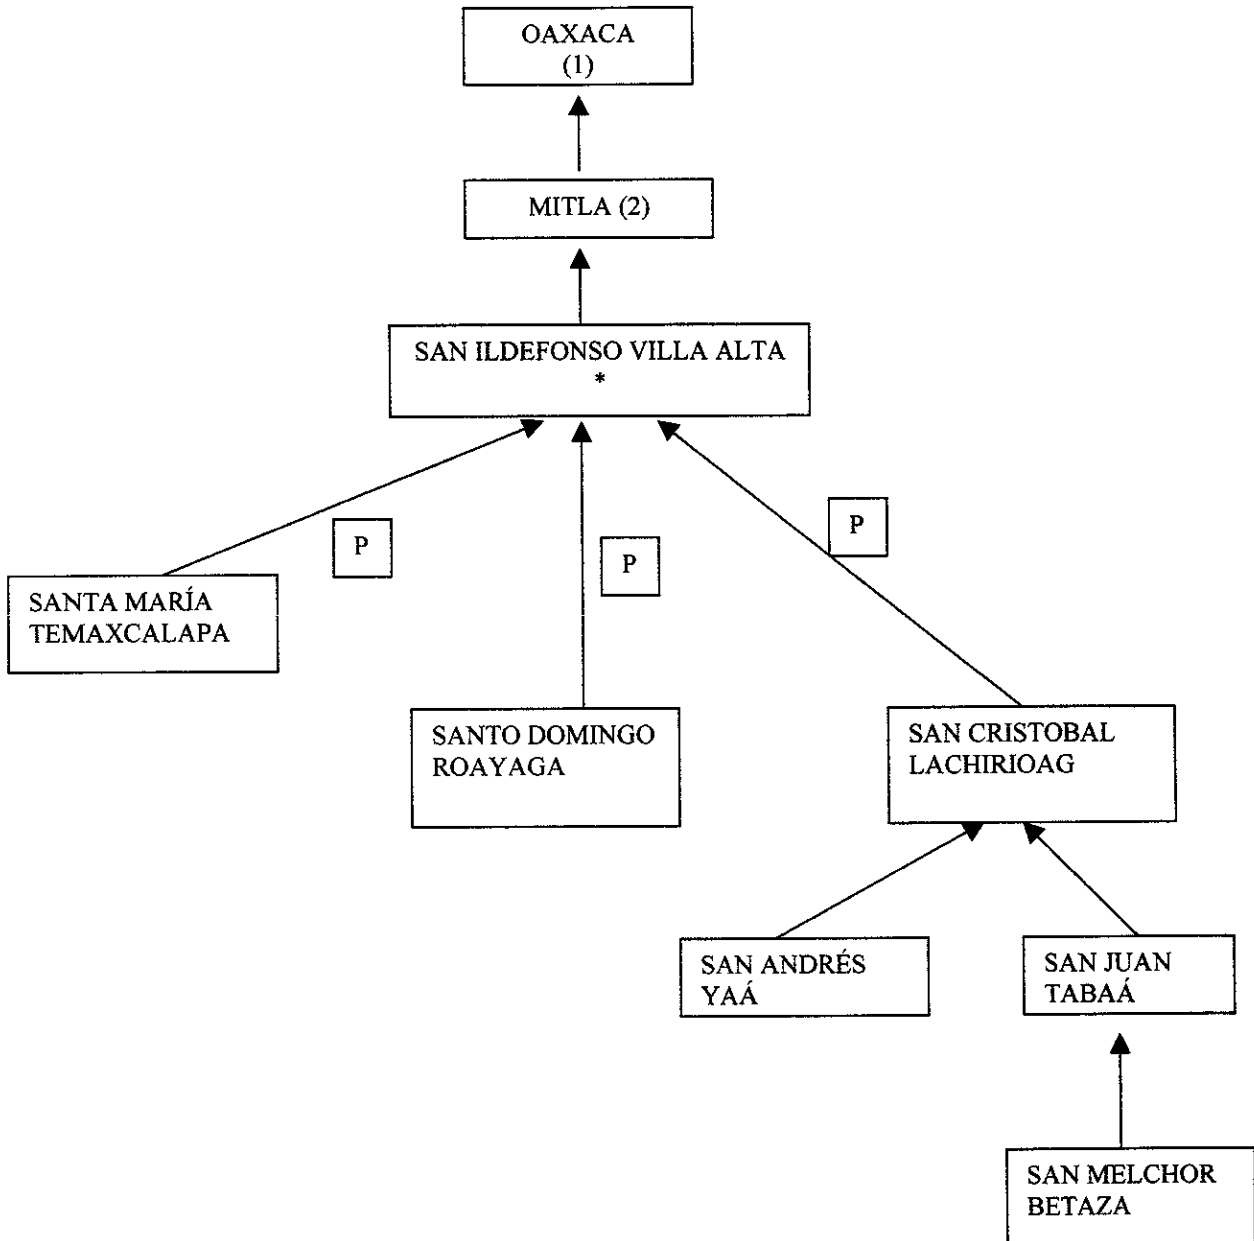 OAXACA
(1)
MITLA (2)
SAN ILDEFONSO VILLA ALTA
*
P
P
P
SANTA MARÍA
TEMAXCALAPA
SANTO DOMINGO
ROAYAGA
SAN CRISTOBAL
LACHIRIOAG
SAN ANDRÉS
YAÁ
SAN JUAN
TABAÁ
SAN MELCHOR
BETAZA